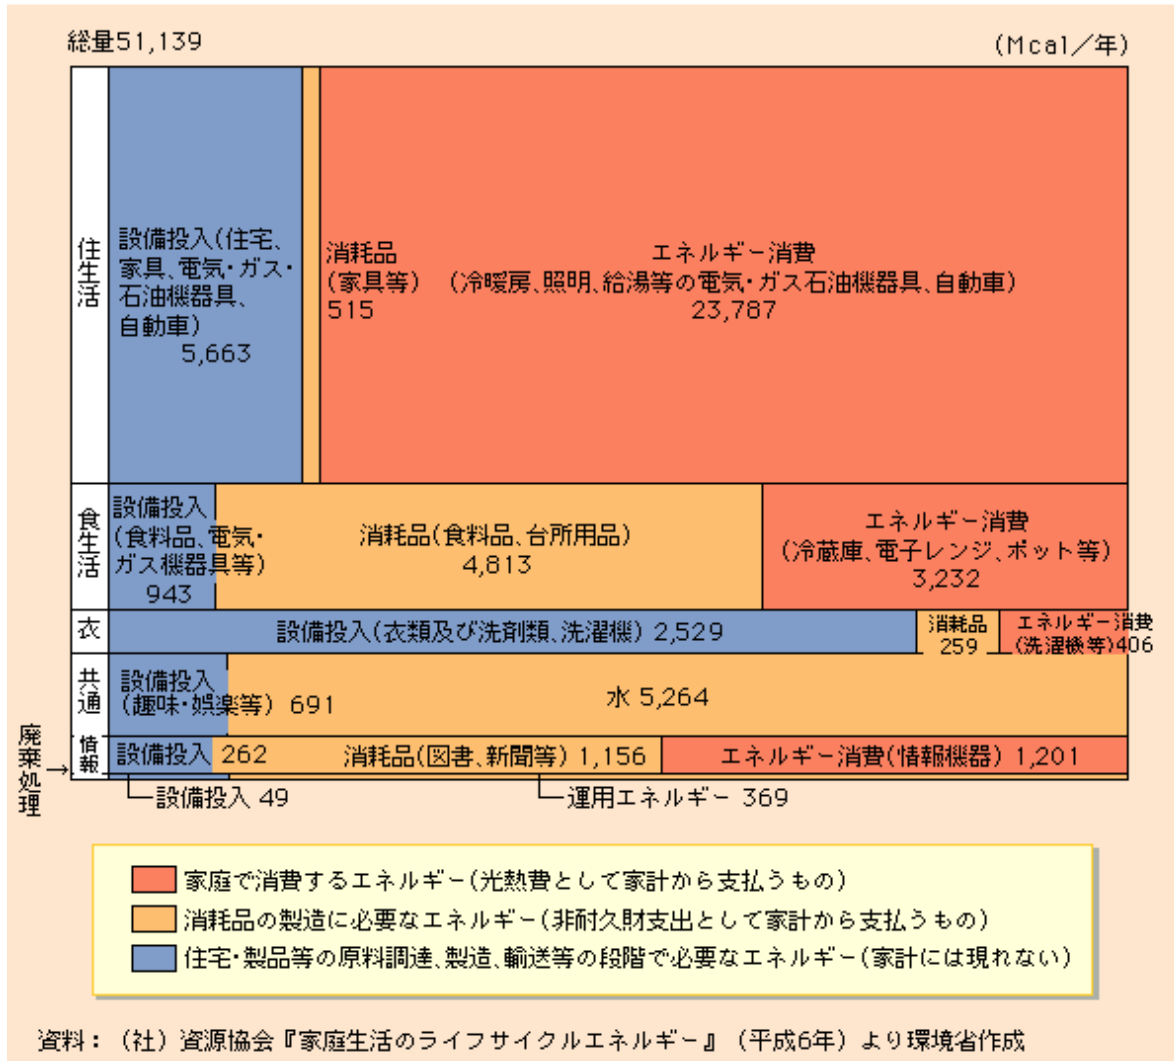 総量51,139
(Mcal／年)
住生活
設備投入(住宅、
家具、電気・ガス・
石油機器具、
自動車)
5,663
消耗品
(家具等)
515
エネルギー消費
(冷暖房、照明、給湯等の電気・ガス石油機器具、自動車)
23,787
食生活
設備投入
(食料品、電気・
ガス機器具等)
943
消耗品(食料品、台所用品)
4,813
エネルギー消費
(冷蔵庫、電子レンジ、ポット等)
3,232
衣
設備投入(衣類及び洗剤類、洗濯機) 2,529
消耗品
259
エネルギー消費
(洗濯機等)406
共通
設備投入
(趣味・娯楽等) 691
水 5,264
情報
設備投入 262
消耗品(図書、新聞等) 1,156
エネルギー消費(情報機器) 1,201
廃棄処理→
設備投入 49
運用エネルギー 369
家庭で消費するエネルギー(光熱費として家計から支払うもの)
消耗品の製造に必要なエネルギー(非耐久財支出として家計から支払うもの)
住宅・製品等の原料調達、製造、輸送等の段階で必要なエネルギー(家計には現れない)
資料：（社）資源協会『家庭生活のライフサイクルエネルギー』（平成6年）より環境省作成